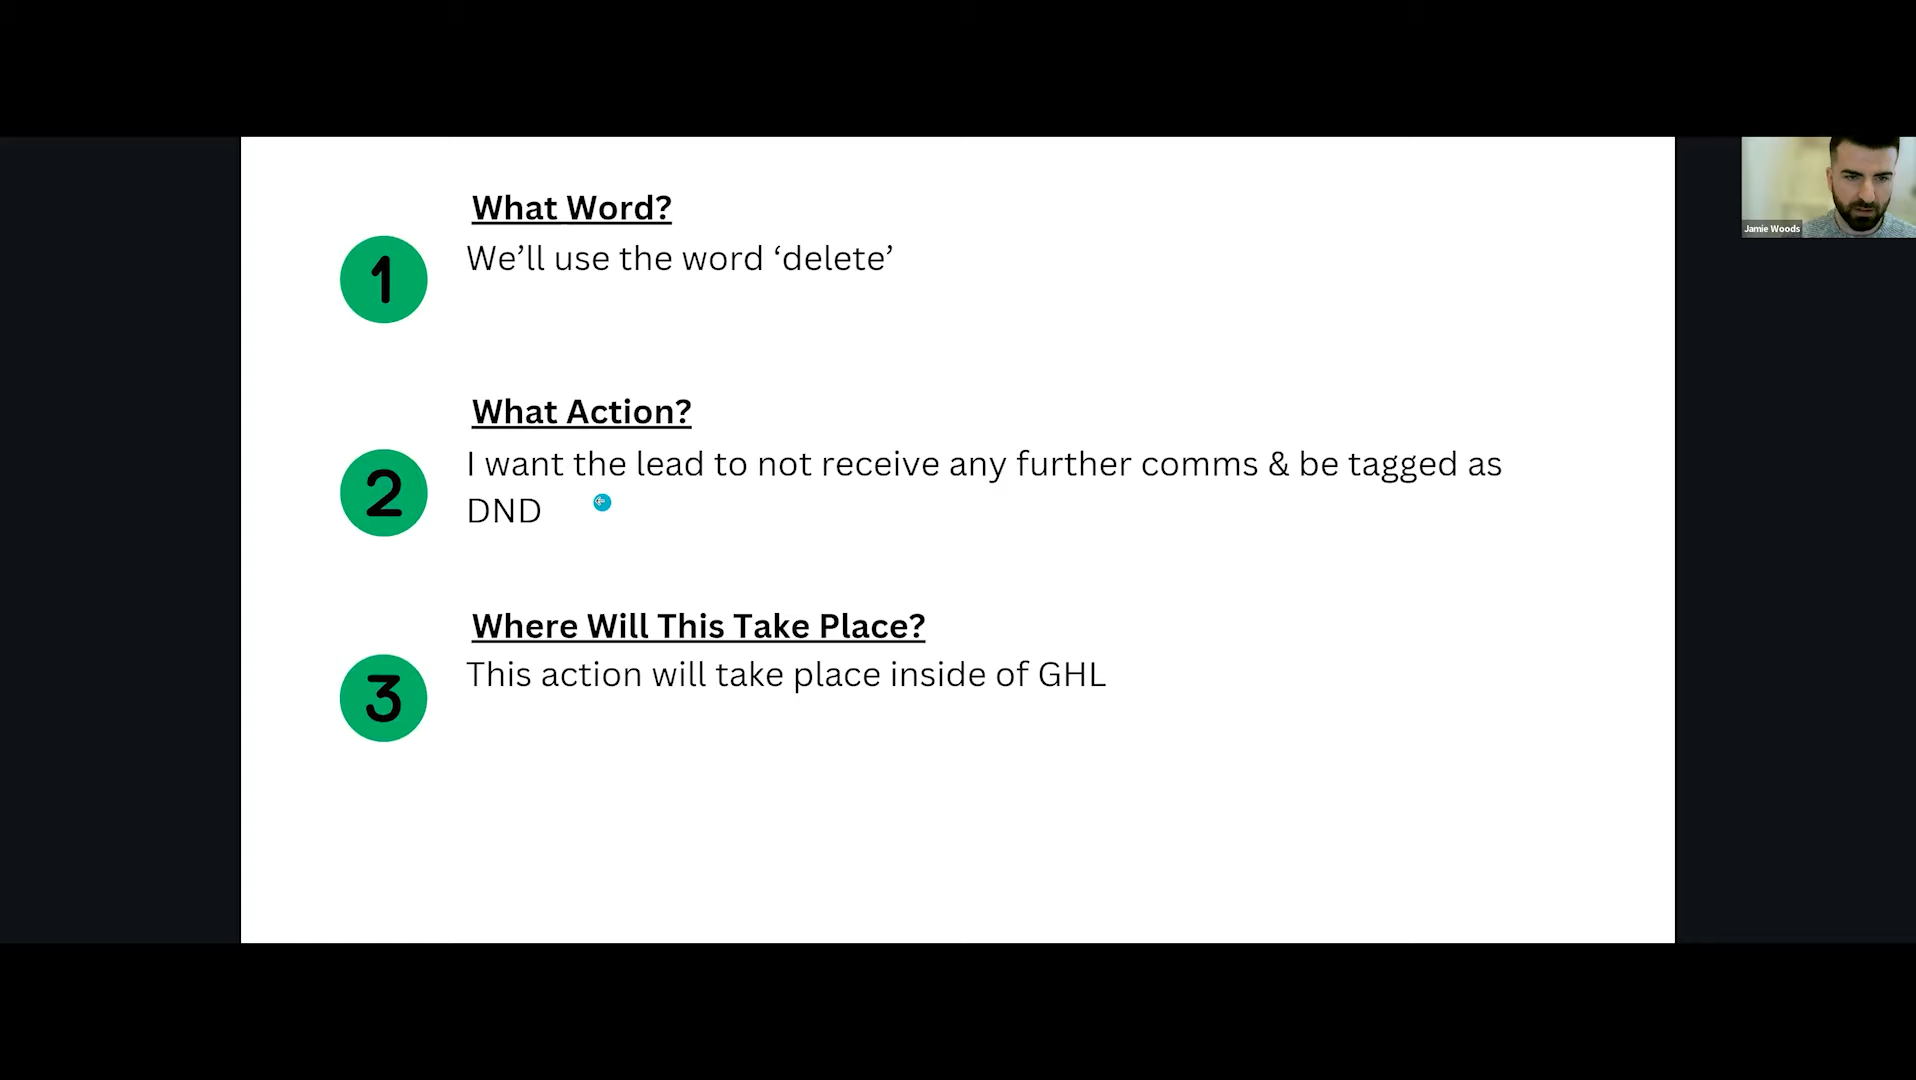 What Word?
1
We’ll use the word ‘delete’
What Action?
2
I want the lead to not receive any further comms & be tagged as
DND
Where Will This Take Place?
3
This action will take place inside of GHL
Jamie Woods